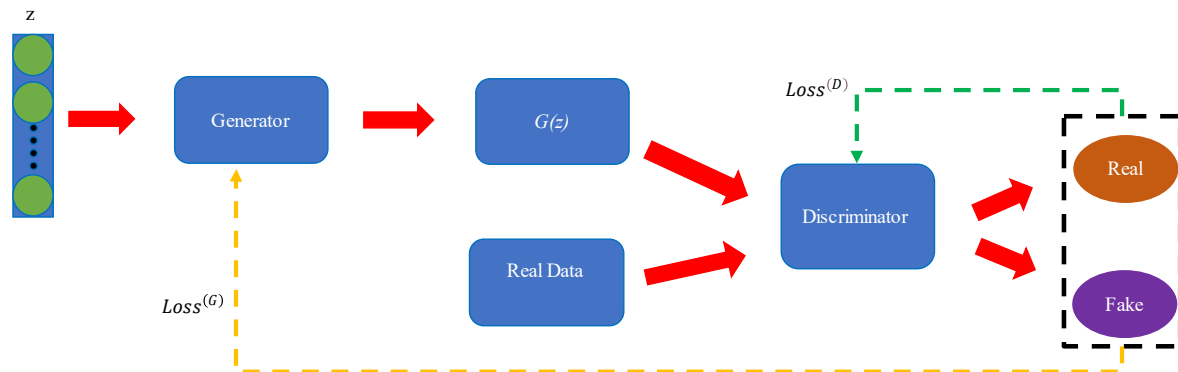 z
Generator
G(z)
Loss^(D)
Real
Discriminator
Real Data
Loss^(G)
Fake